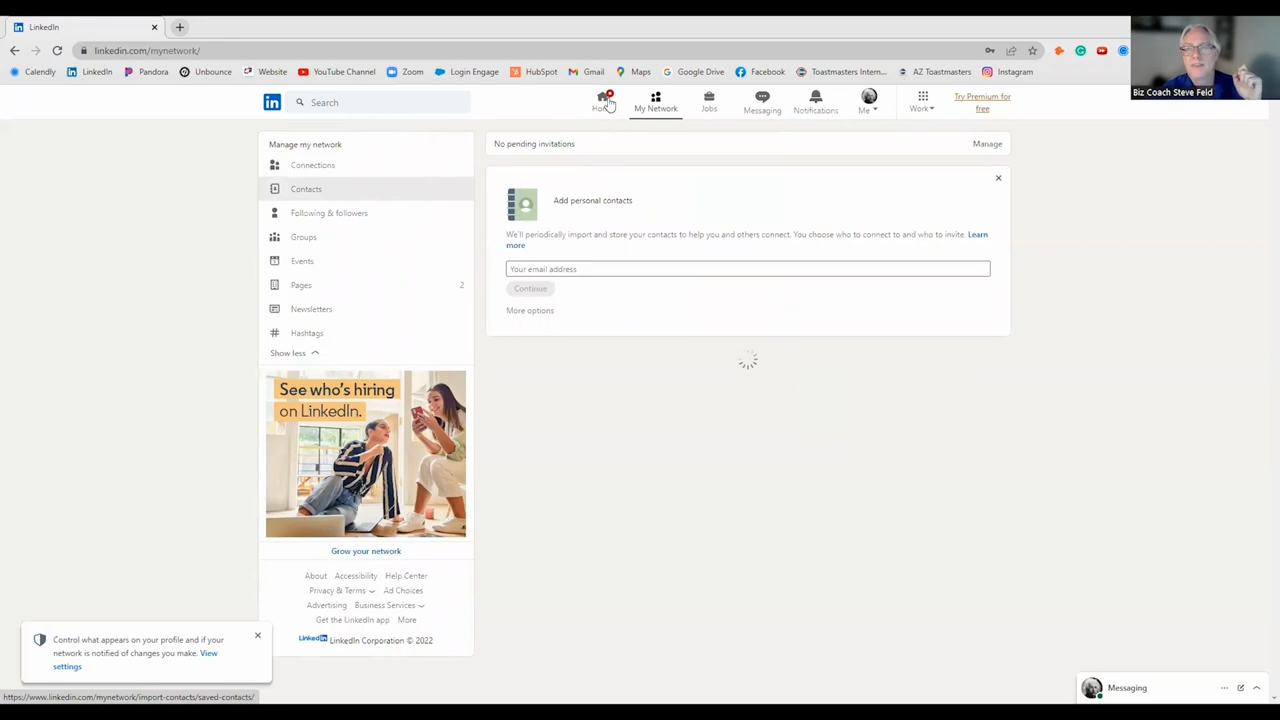 LinkedIn
linkedin.com/mynetwork/
Calendly LinkedIn Pandora Unbounce Website YouTube Channel Zoom Login Engage HubSpot Gmail Maps Google Drive Facebook Toastmasters Intern... AZ Toastmasters Instagram
Biz Coach Steve Feld
in
Search
My Network
Jobs
Messaging
Notifications
Me
Work
Try Premium for
free
Manage my network
Connections
Contacts
Following & followers
Groups
Events
Pages 2
Newsletters
Hashtags
Show less
No pending invitations Manage
Add personal contacts
We'll periodically import and store your contacts to help you and others connect. You choose who to connect to and who to invite. Learn
more
Your email address
Continue
More options
See who's hiring
on LinkedIn.
Grow your network
About Accessibility Help Center
Privacy & Terms Ad Choices
Advertising Business Services
Get the LinkedIn app More
LinkedIn LinkedIn Corporation © 2022
Control what appears on your profile and if your
network is notified of changes you make. View
settings
https://www.linkedin.com/mynetwork/import-contacts/saved-contacts/
Messaging